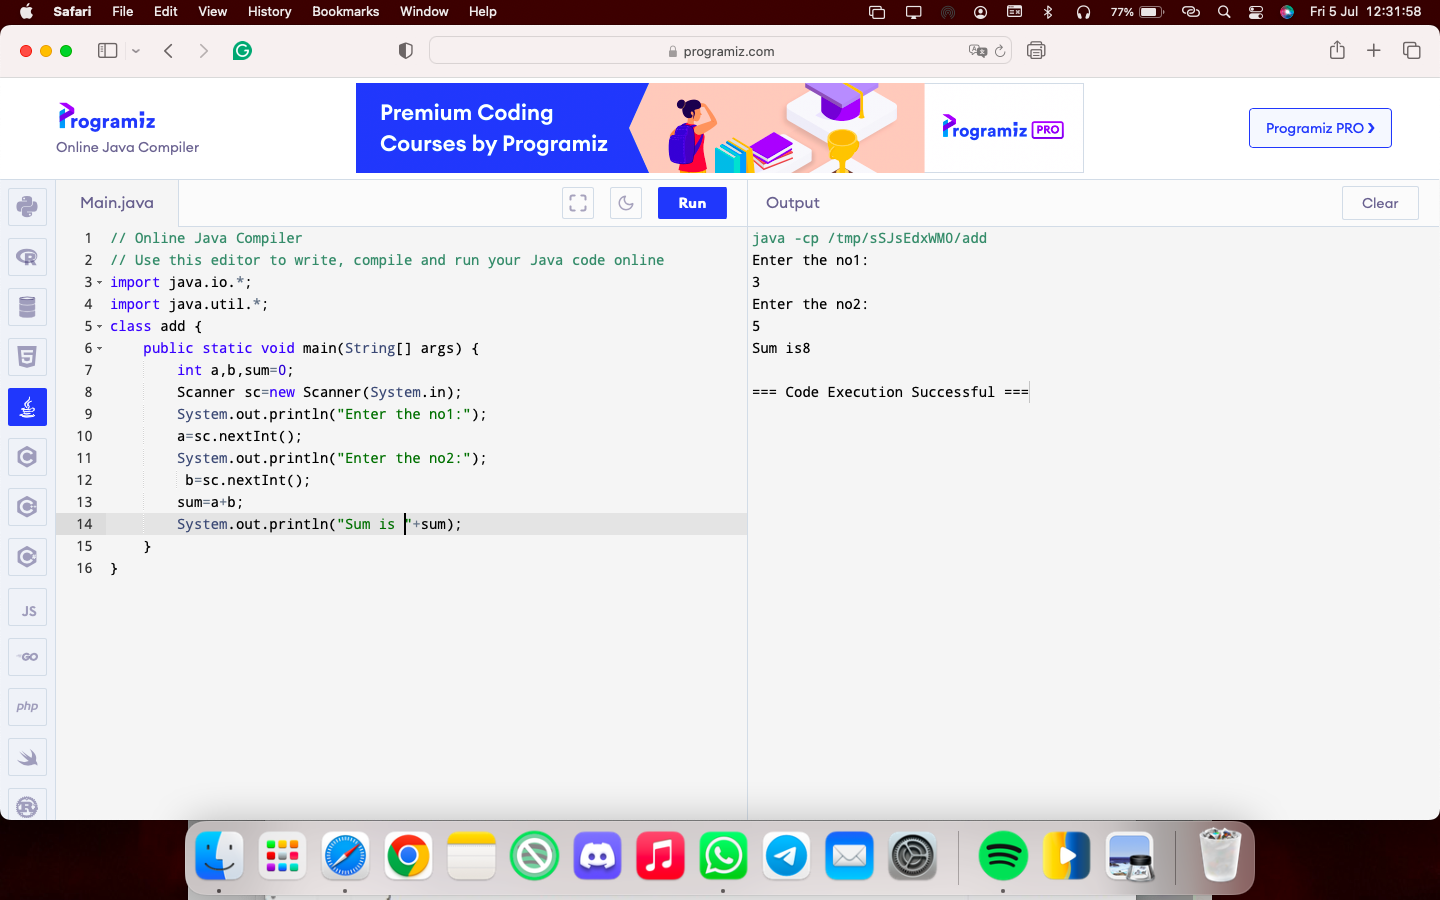 Safari File Edit View History Bookmarks Window Help 77% Fri 5 Jul 12:31:58
programiz.com
Programiz
Online Java Compiler
Premium Coding
Courses by Programiz
Programiz PRO
Programiz PRO ❯
Main.java
Run
Output
Clear
1 // Online Java Compiler
2 // Use this editor to write, compile and run your Java code online
3 import java.io.*;
4 import java.util.*;
5 class add {
6     public static void main(String[] args) {
7         int a,b,sum=0;
8         Scanner sc=new Scanner(System.in);
9         System.out.println("Enter the no1:");
10         a=sc.nextInt();
11         System.out.println("Enter the no2:");
12          b=sc.nextInt();
13         sum=a+b;
14         System.out.println("Sum is "+sum);
15     }
16 }
java -cp /tmp/sSJsEdxWMO/add
Enter the no1:
3
Enter the no2:
5
Sum is8
=== Code Execution Successful ===
JS
GO
php